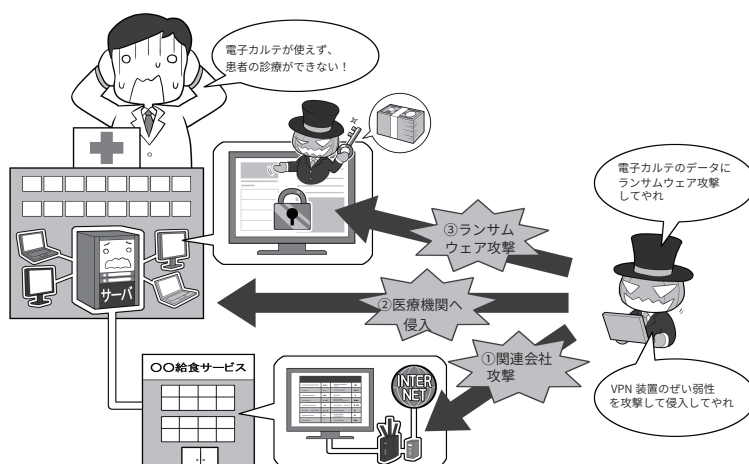 電子カルテが使えず、
患者の診療ができない！
電子カルテのデータに
ランサムウェア攻撃
してやれ
③ランサム
ウェア攻撃
サーバ
②医療機関へ
侵入
〇〇給食サービス
INTER
NET
①関連会社
攻撃
VPN 装置のぜい弱性
を攻撃して侵入してやれ